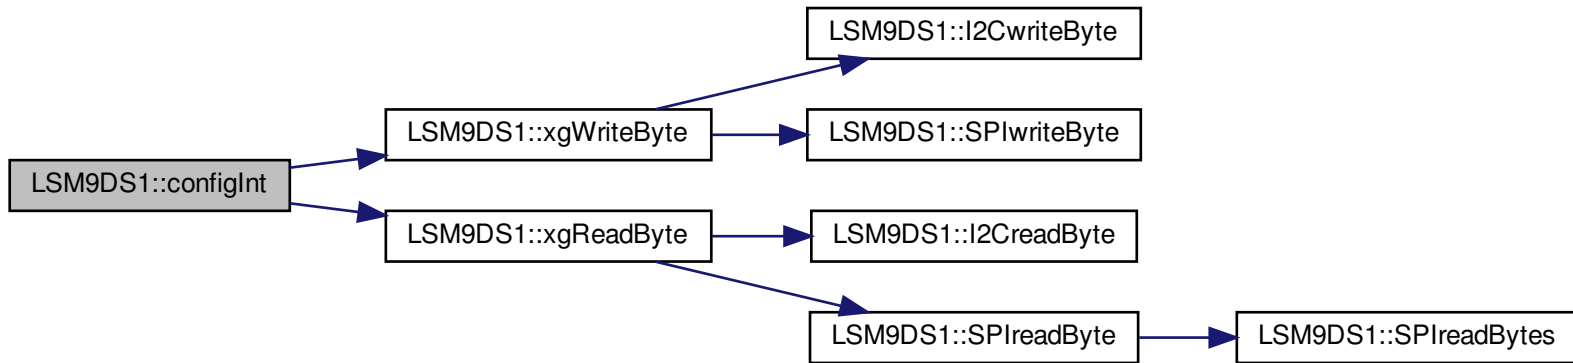 LSM9DS1::I2CwriteByte
LSM9DS1::xgWriteByte
LSM9DS1::SPIwriteByte
LSM9DS1::configInt
LSM9DS1::xgReadByte
LSM9DS1::I2CreadByte
LSM9DS1::SPIreadByte
LSM9DS1::SPIreadBytes